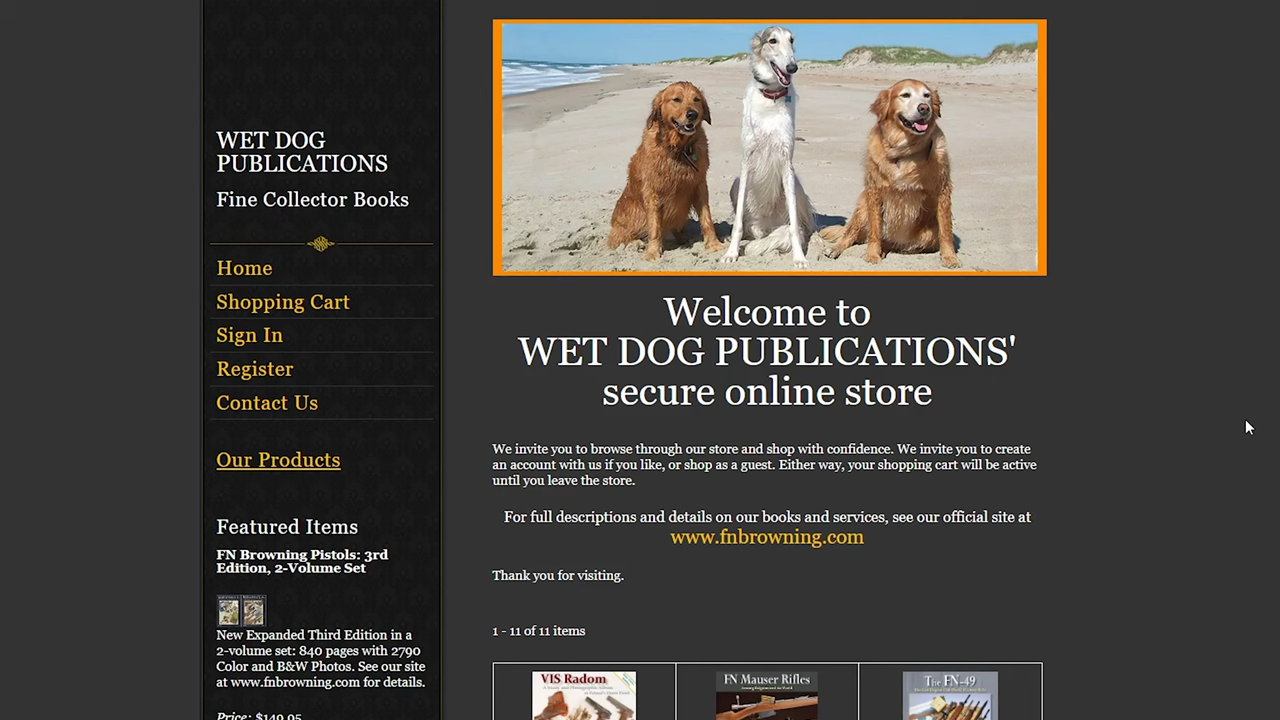 WET DOG
PUBLICATIONS
Fine Collector Books
Home
Shopping Cart
Sign In
Register
Contact Us
Our Products
Featured Items
FN Browning Pistols: 3rd
Edition, 2-Volume Set
New Expanded Third Edition in a
2-volume set: 840 pages with 2790
Color and B&W Photos. See our site
at www.fnbrowning.com for details.
Price: $149.95
Welcome to
WET DOG PUBLICATIONS'
secure online store
We invite you to browse through our store and shop with confidence. We invite you to create
an account with us if you like, or shop as a guest. Either way, your shopping cart will be active
until you leave the store.
For full descriptions and details on our books and services, see our official site at
www.fnbrowning.com
Thank you for visiting.
1 - 11 of 11 items
VIS Radom
FN Mauser Rifles
The FN-49